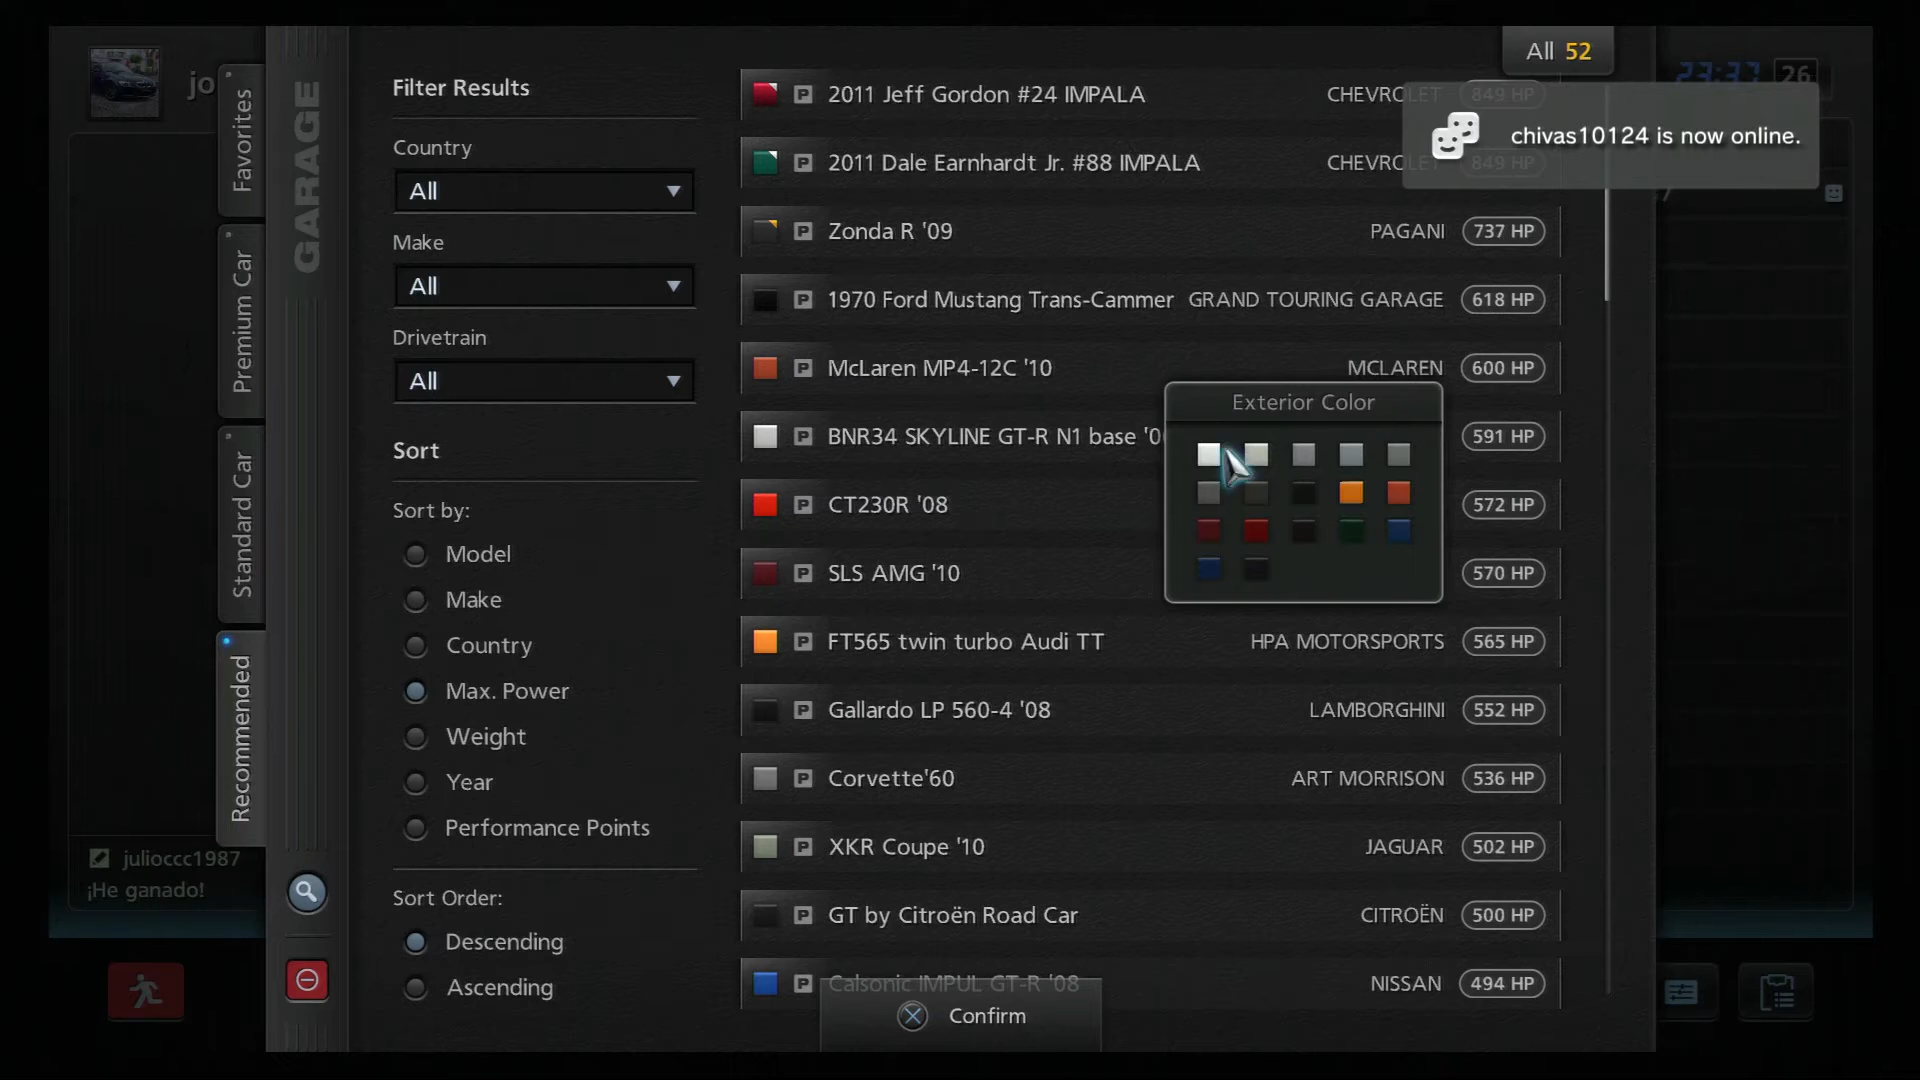 jo
Favorites
Premium Car
Standard Car
Recommended
GARAGE
Filter Results
Country
All
Make
All
Drivetrain
All
Sort
Sort by:
Model
Make
Country
Max. Power
Weight
Year
Performance Points
Sort Order:
Descending
Ascending
All 52
23:37 26
chivas10124 is now online.
P 2011 Jeff Gordon #24 IMPALA CHEVROLET 849 HP
P 2011 Dale Earnhardt Jr. #88 IMPALA CHEVROLET 849 HP
P Zonda R '09 PAGANI 737 HP
P 1970 Ford Mustang Trans-Cammer GRAND TOURING GARAGE 618 HP
P McLaren MP4-12C '10 MCLAREN 600 HP
P BNR34 SKYLINE GT-R N1 base 591 HP
P CT230R '08 572 HP
P SLS AMG '10 570 HP
P FT565 twin turbo Audi TT HPA MOTORSPORTS 565 HP
P Gallardo LP 560-4 '08 LAMBORGHINI 552 HP
P Corvette'60 ART MORRISON 536 HP
P XKR Coupe '10 JAGUAR 502 HP
P GT by Citroën Road Car CITROËN 500 HP
P Calsonic IMPUL GT-R '08 NISSAN 494 HP
Exterior Color
Confirm
julioccc1987
¡He ganado!